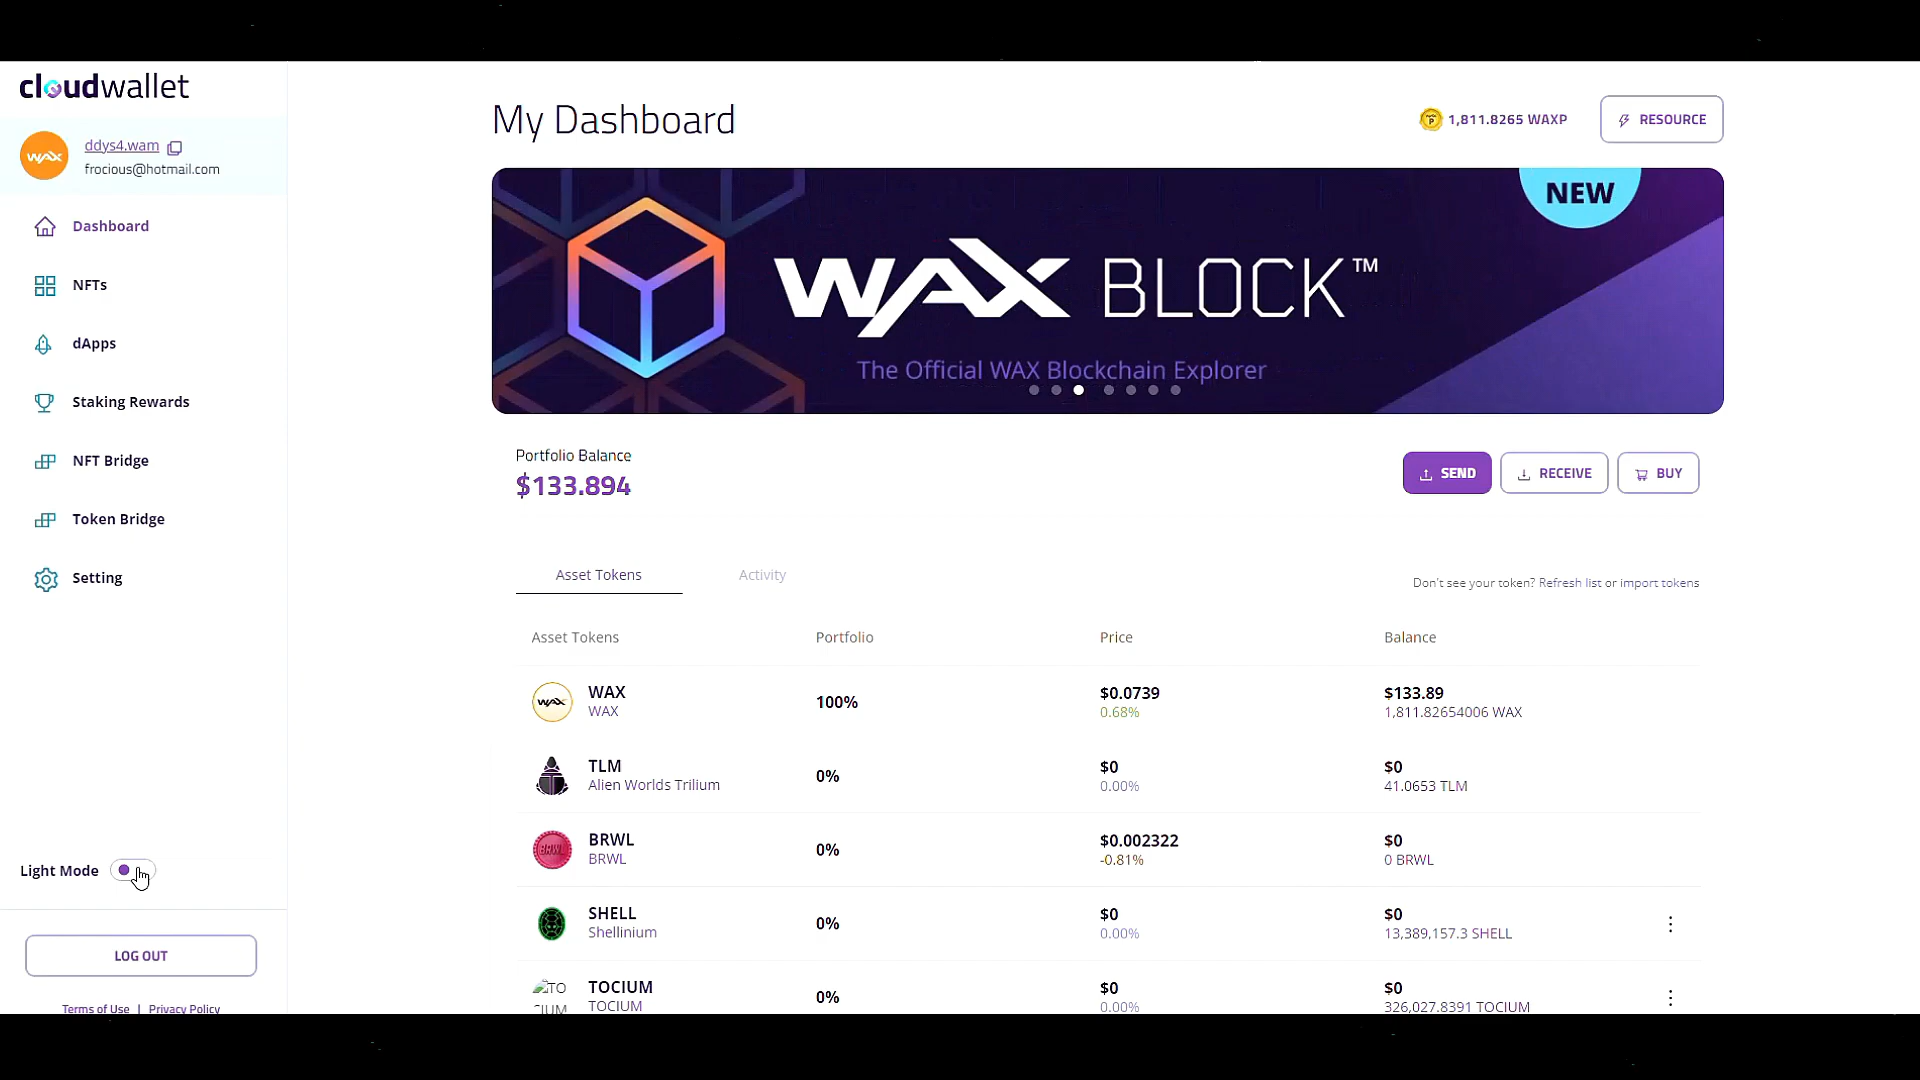 cloudwallet
wax
ddys4.wam
frocious@hotmail.com
Dashboard
NFTs
dApps
Staking Rewards
NFT Bridge
Token Bridge
Setting
Light Mode
LOG OUT
Terms of Use | Privacy Policy
My Dashboard
1,811.8265 WAXP
RESOURCE
NEW
WAX BLOCK™
The Official WAX Blockchain Explorer
Portfolio Balance
$133.894
SEND
RECEIVE
BUY
Asset Tokens
Activity
Don't see your token? Refresh list or import tokens
Asset Tokens Portfolio Price Balance
WAX
WAX
WAX
100%
$0.0739
0.68%
$133.89
1,811.82654006 WAX
TLM
Alien Worlds Trilium
0%
$0
0.00%
$0
41.0653 TLM
BRWL
BRWL
BRWL
0%
$0.002322
-0.81%
$0
0 BRWL
SHELL
Shellinium
0%
$0
0.00%
$0
13,389,157.3 SHELL
TO
CIUM
TOCIUM
TOCIUM
0%
$0
0.00%
$0
326,027.8391 TOCIUM